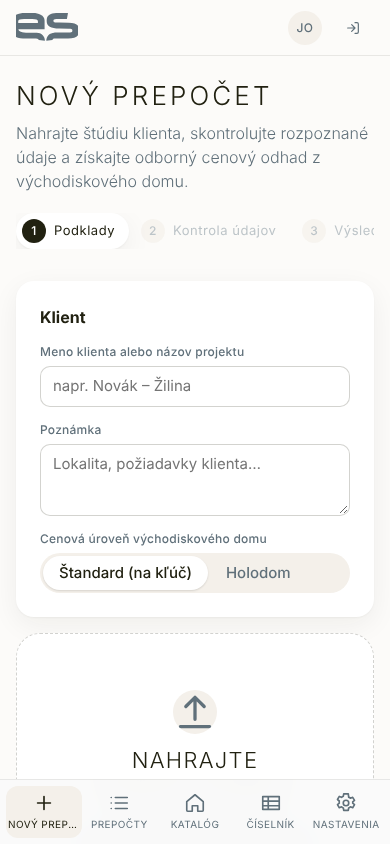 es
JO
NOVÝ PREPOČET
Nahrajte štúdiu klienta, skontrolujte rozpoznané
údaje a získajte odborný cenový odhad z
východiskového domu.
1 Podklady 2 Kontrola údajov 3 Výsled
Klient
Meno klienta alebo názov projektu
napr. Novák – Žilina
Poznámka
Lokalita, požiadavky klienta...
Cenová úroveň východiskového domu
Štandard (na kľúč) Holodom
NAHRAJTE
NOVÝ PREP... PREPOČTY KATALÓG ČÍSELNÍK NASTAVENIA